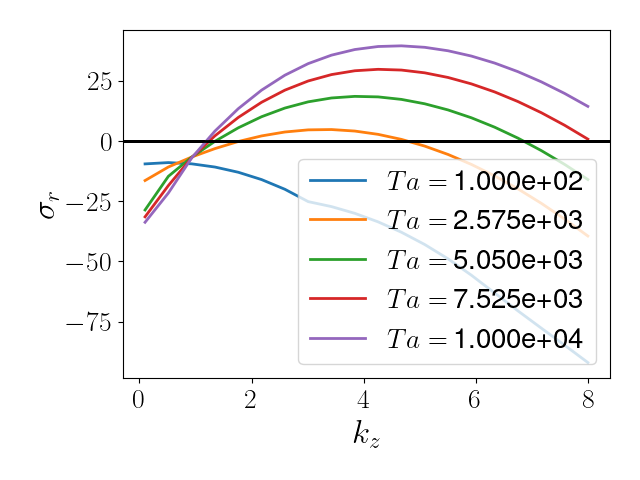 25
0
−25
−50
−75
σ_r
Ta = 1.000e+02
Ta = 2.575e+03
Ta = 5.050e+03
Ta = 7.525e+03
Ta = 1.000e+04
0 2 4 6 8
k_z